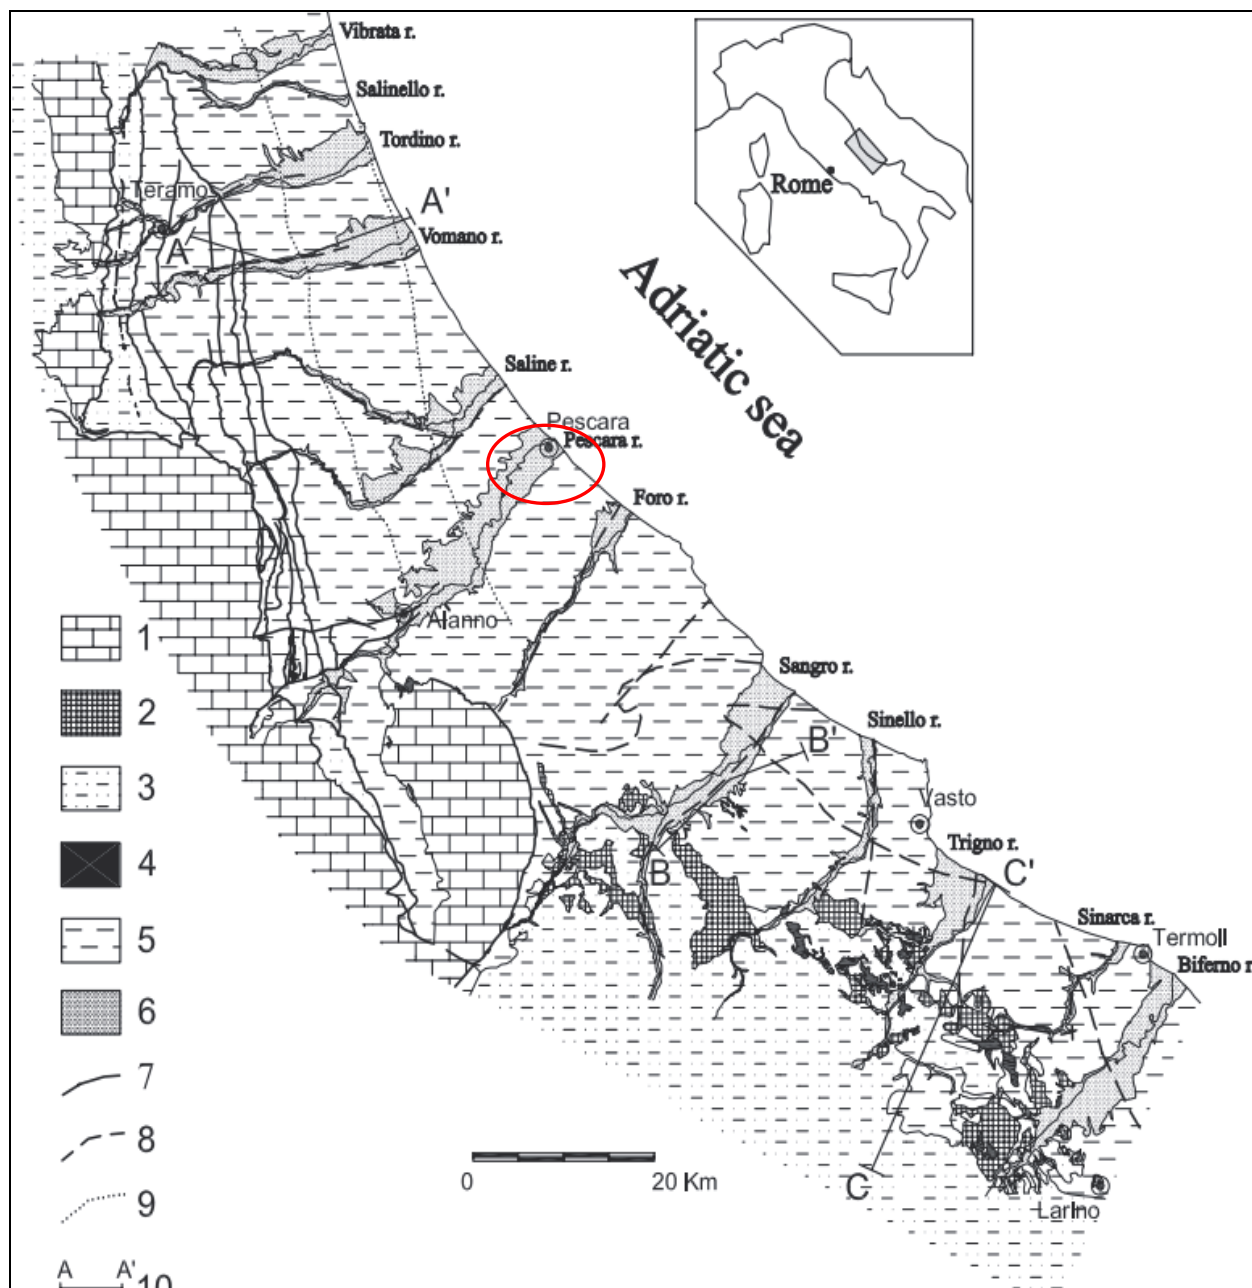 Vibrata r.
Salinello r.
Tordino r.
Teramo
A'
A
Vomano r.
Rome
Adriatic sea
Saline r.
Pescara
Pescara r.
Foro r.
Alanno
Sangro r.
Sinello r.
B'
B
Vasto
Trigno r.
C'
Sinarca r.
Termoli
Biferno r
C
Larino
0 20 Km
1
2
3
4
5
6
7
8
9
A A' 10